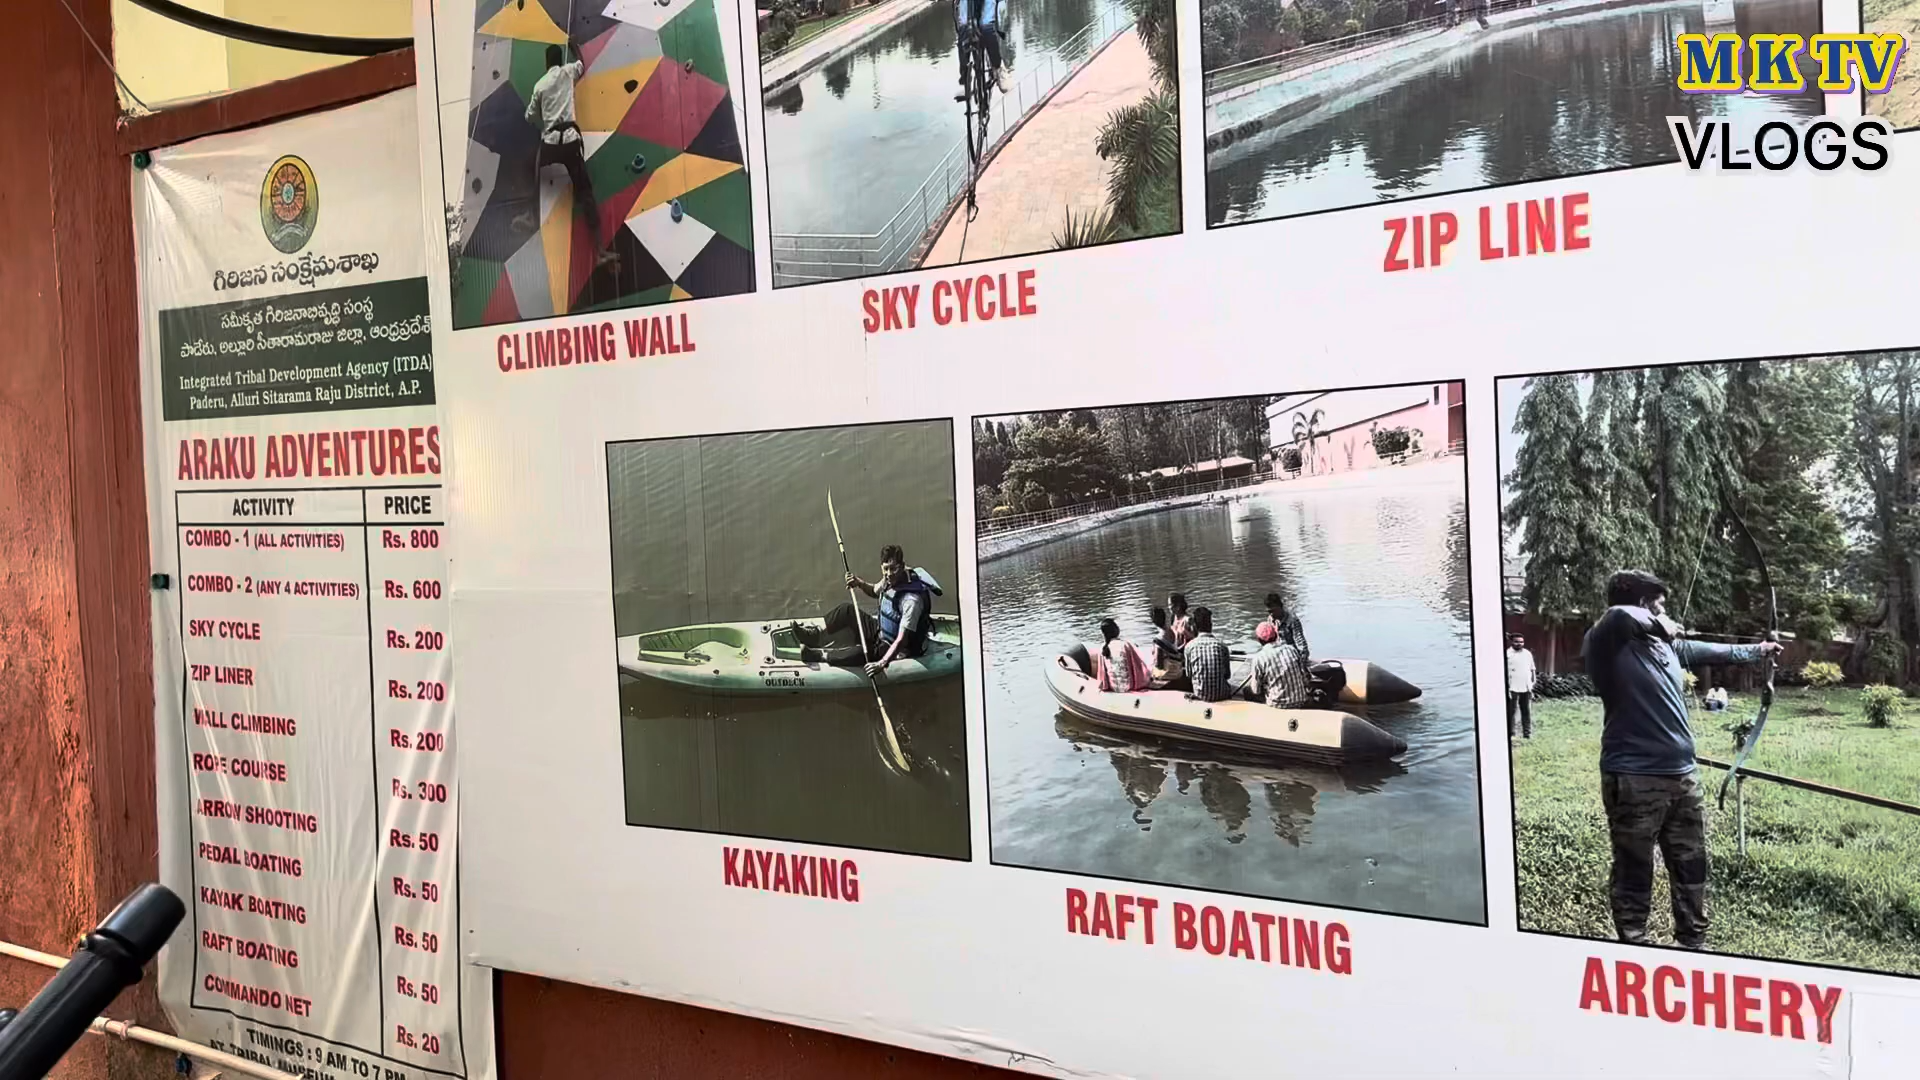 MK TV
VLOGS
గిరిజన సంక్షేమశాఖ
సమీకృత గిరిజనాభివృద్ధి సంస్థ
పాడేరు, అల్లూరి సీతారామరాజు జిల్లా, ఆంధ్రప్రదేశ్
Integrated Tribal Development Agency (ITDA)
Paderu, Alluri Sitarama Raju District, A.P.
ARAKU ADVENTURES
ACTIVITY PRICE
COMBO - 1 (ALL ACTIVITIES) Rs. 800
COMBO - 2 (ANY 4 ACTIVITIES) Rs. 600
SKY CYCLE Rs. 200
ZIP LINER Rs. 200
WALL CLIMBING Rs. 200
ROPE COURSE Rs. 300
ARROW SHOOTING Rs. 50
PEDAL BOATING Rs. 50
KAYAK BOATING Rs. 50
RAFT BOATING Rs. 50
COMMANDO NET Rs. 20
TIMINGS : 9 AM TO 7 PM
AT TRIBAL MUSEUM
CLIMBING WALL
SKY CYCLE
ZIP LINE
KAYAKING
RAFT BOATING
ARCHERY